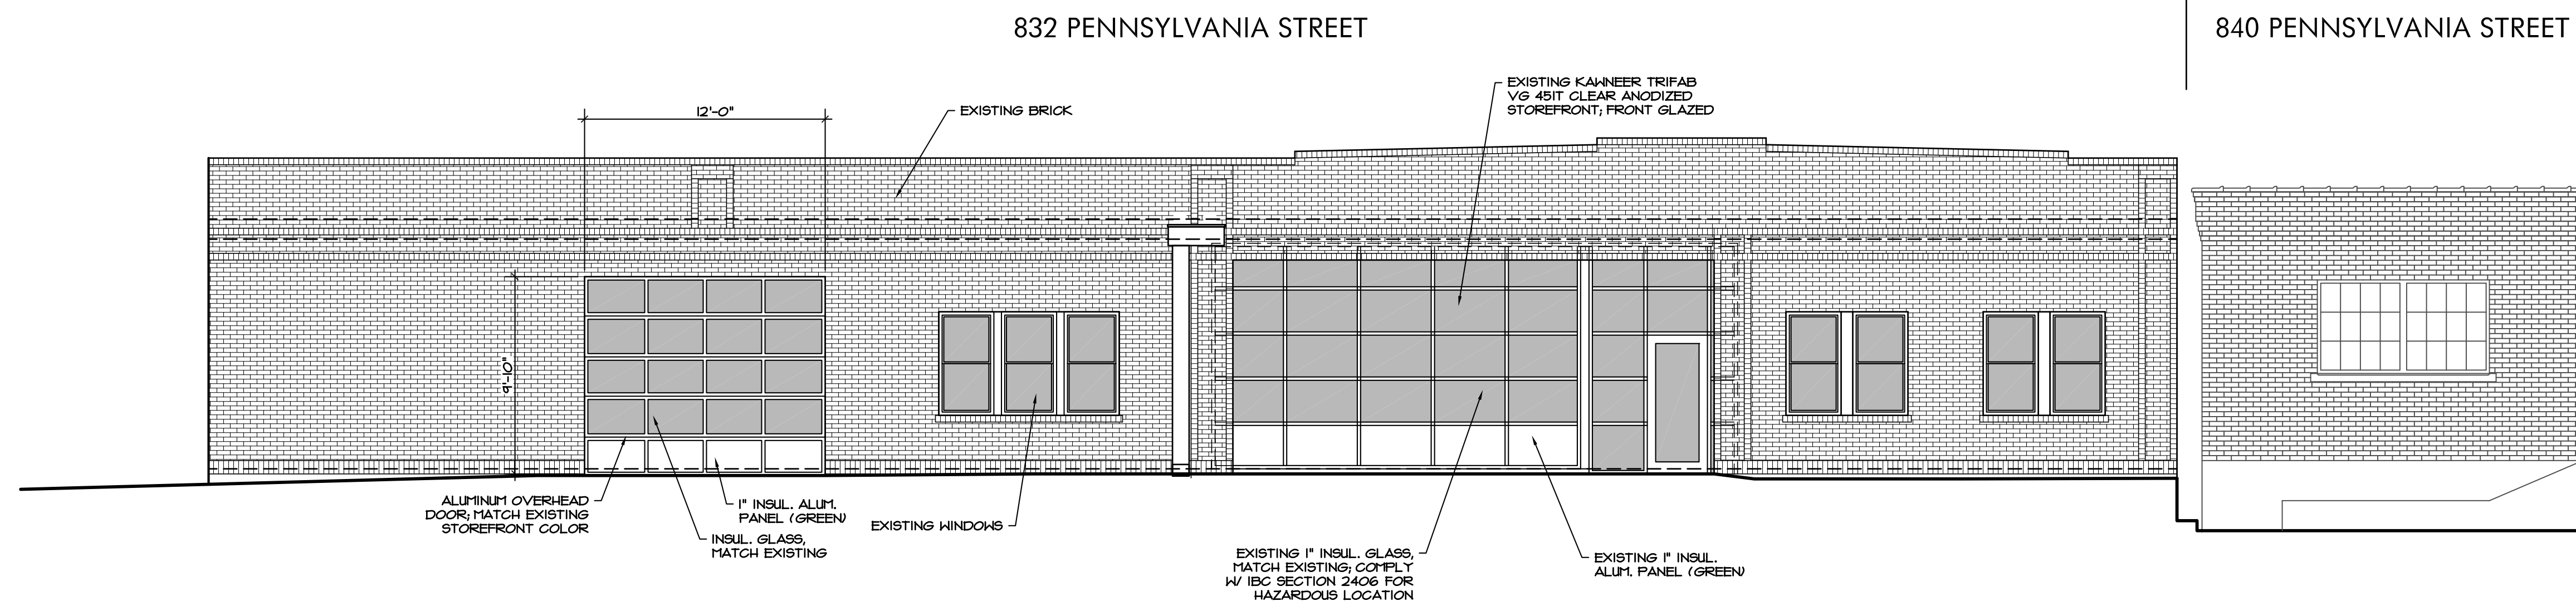 832 PENNSYLVANIA STREET
840 PENNSYLVANIA STREET
EXISTING KAWNEER TRIFAB
VG 451T CLEAR ANODIZED
STOREFRONT; FRONT GLAZED
12'-0"
EXISTING BRICK
9'-10"
ALUMINUM OVERHEAD
DOOR; MATCH EXISTING
STOREFRONT COLOR
1" INSUL. ALUM.
PANEL (GREEN)
INSUL. GLASS,
MATCH EXISTING
EXISTING WINDOWS
EXISTING 1" INSUL. GLASS,
MATCH EXISTING; COMPLY
W/ IBC SECTION 2406 FOR
HAZARDOUS LOCATION
EXISTING 1" INSUL.
ALUM. PANEL (GREEN)